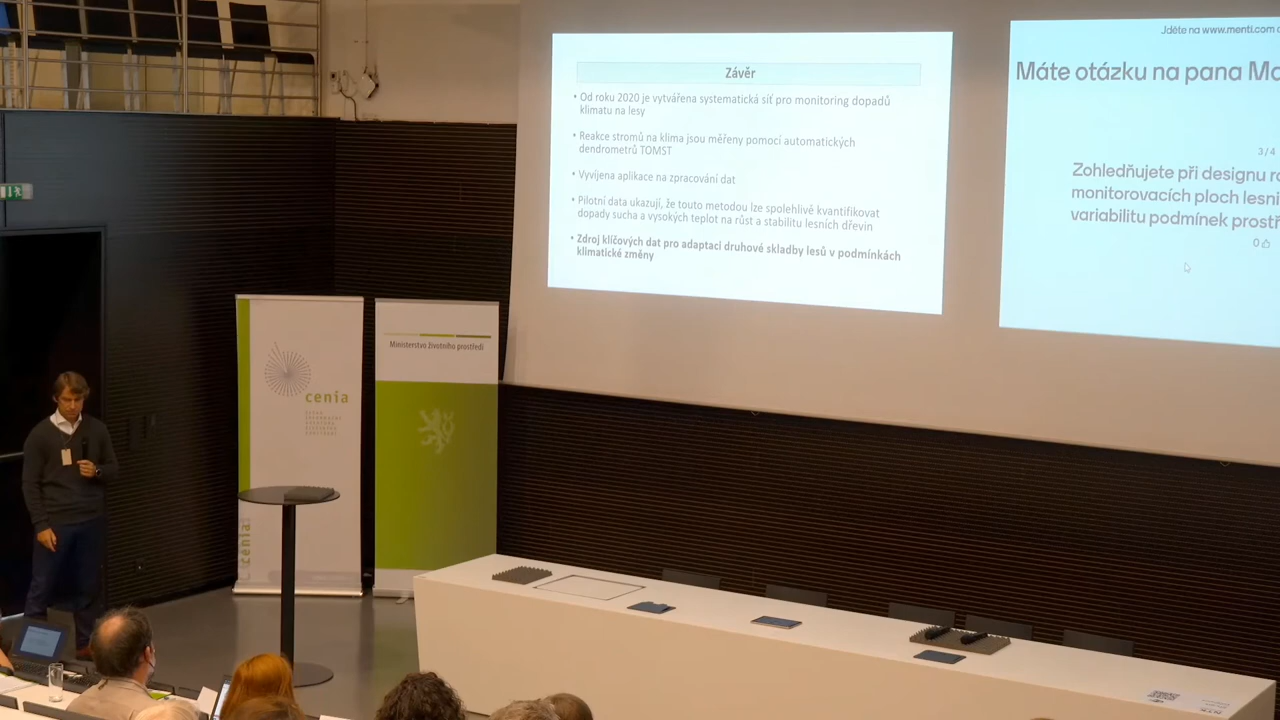 Závěr
• Od roku 2020 je vytvářena systematická síť pro monitoring dopadů
klimatu na lesy
• Reakce stromů na klima jsou měřeny pomocí automatických
dendrometrů TOMST
• Vyvíjena aplikace na zpracování dat
• Pilotní data ukazují, že touto metodou lze spolehlivě kvantifikovat
dopady sucha a vysokých teplot na růst a stabilitu lesních dřevin
• Zdroj klíčových dat pro adaptaci druhové skladby lesů v podmínkách
klimatické změny
Jděte na www.menti.com
Máte otázku na pana
3/4
Zohledňujete při designu
monitorovacích ploch
variabilitu podmínek
0
cenia
Ministerstvo životního prostředí
cenia